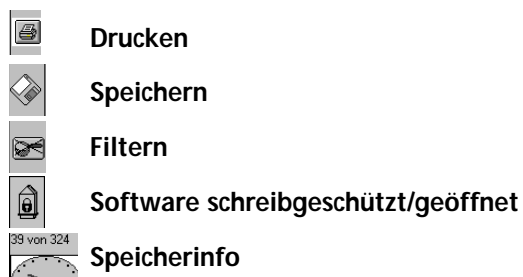 Drucken
Speichern
Filtern
Software schreibgeschützt/geöffnet
39 von 324
Speicherinfo